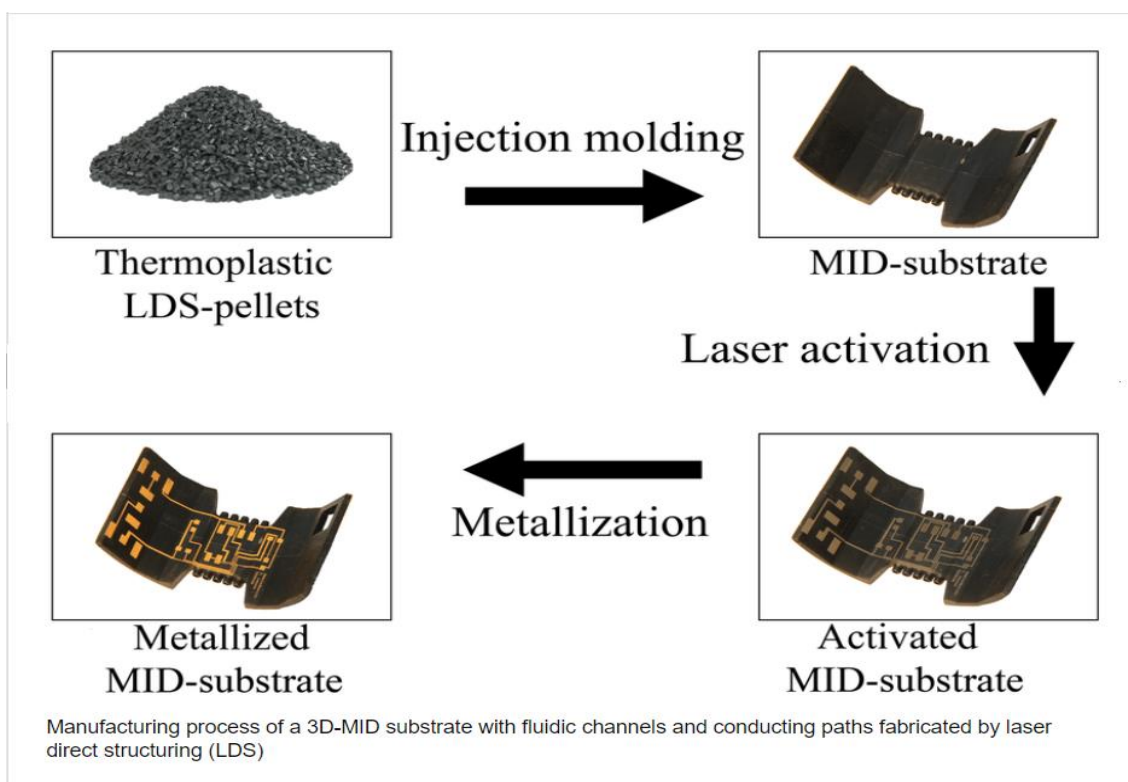 Injection molding
Thermoplastic
LDS-pellets
MID-substrate
Laser activation
Metallization
Metallized
MID-substrate
Activated
MID-substrate
Manufacturing process of a 3D-MID substrate with fluidic channels and conducting paths fabricated by laser
direct structuring (LDS)